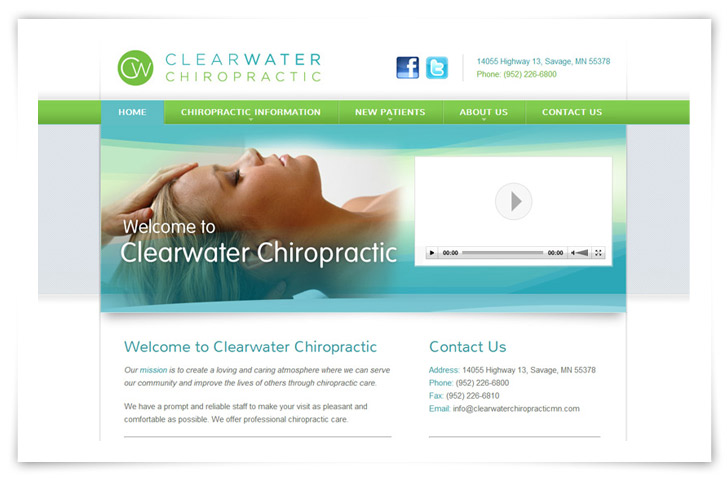 CW
CLEARWATER
CHIROPRACTIC
f
t
14055 Highway 13, Savage, MN 55378
Phone: (952) 226-6800
HOME
CHIROPRACTIC INFORMATION
NEW PATIENTS
ABOUT US
CONTACT US
Welcome to
Clearwater Chiropractic
00:00
00:00
Welcome to Clearwater Chiropractic
Our mission is to create a loving and caring atmosphere where we can serve
our community and improve the lives of others through chiropractic care.
We have a prompt and reliable staff to make your visit as pleasant and
comfortable as possible. We offer professional chiropractic care.
Contact Us
Address: 14055 Highway 13, Savage, MN 55378
Phone: (952) 226-6800
Fax: (952) 226-6810
Email: info@clearwaterchiropracticmn.com